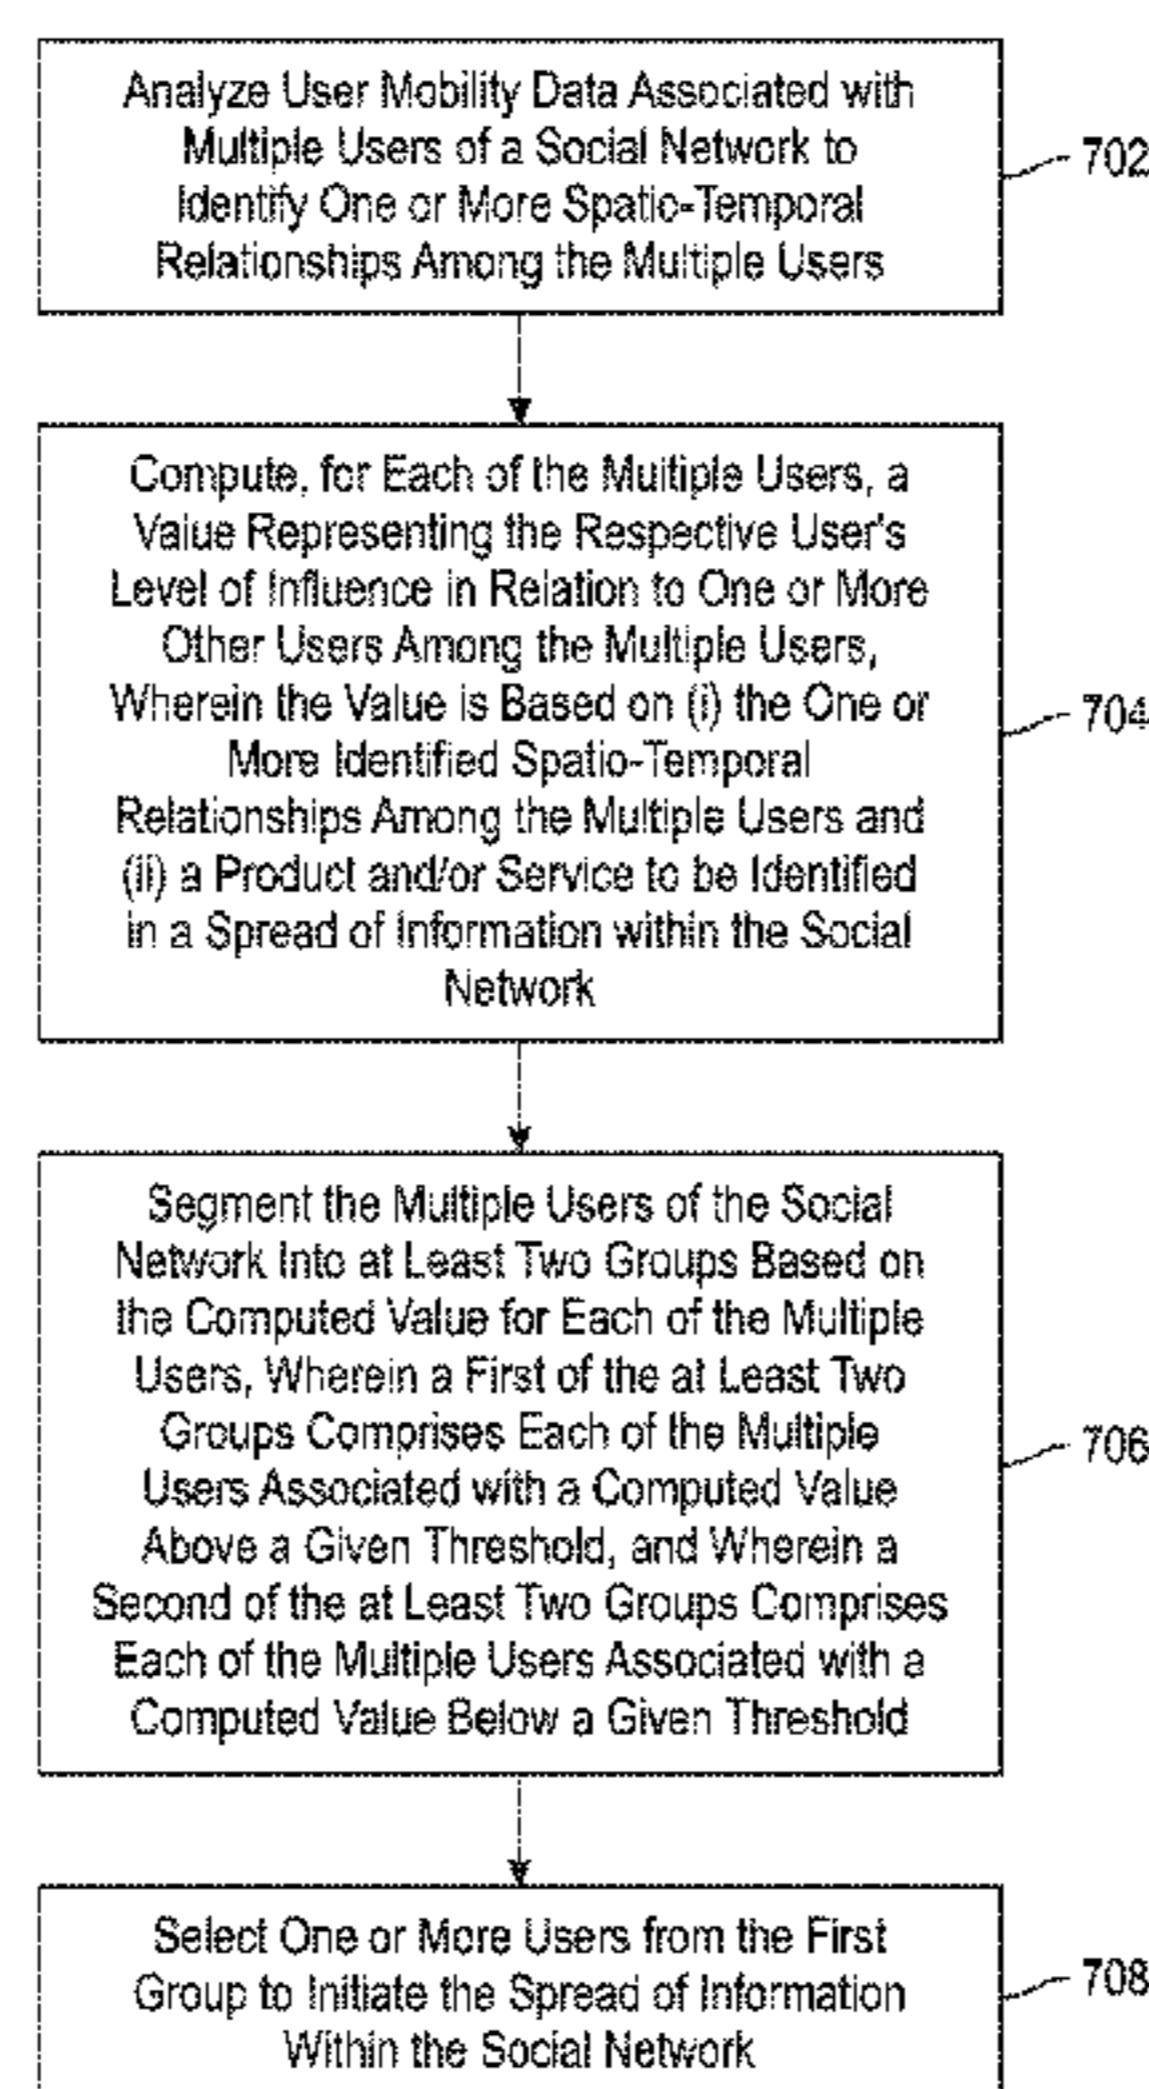 Analyze User Mobility Data Associated with
Multiple Users of a Social Network to
Identify One or More Spatio-Temporal
Relationships Among the Multiple Users
702
Compute, for Each of the Multiple Users, a
Value Representing the Respective User's
Level of Influence in Relation to One or More
Other Users Among the Multiple Users,
Wherein the Value is Based on (i) the One or
More Identified Spatio-Temporal
Relationships Among the Multiple Users and
(ii) a Product and/or Service to be Identified
in a Spread of Information within the Social
Network
704
Segment the Multiple Users of the Social
Network Into at Least Two Groups Based on
the Computed Value for Each of the Multiple
Users, Wherein a First of the at Least Two
Groups Comprises Each of the Multiple
Users Associated with a Computed Value
Above a Given Threshold, and Wherein a
Second of the at Least Two Groups Comprises
Each of the Multiple Users Associated with a
Computed Value Below a Given Threshold
706
Select One or More Users from the First
Group to Initiate the Spread of Information
Within the Social Network
708